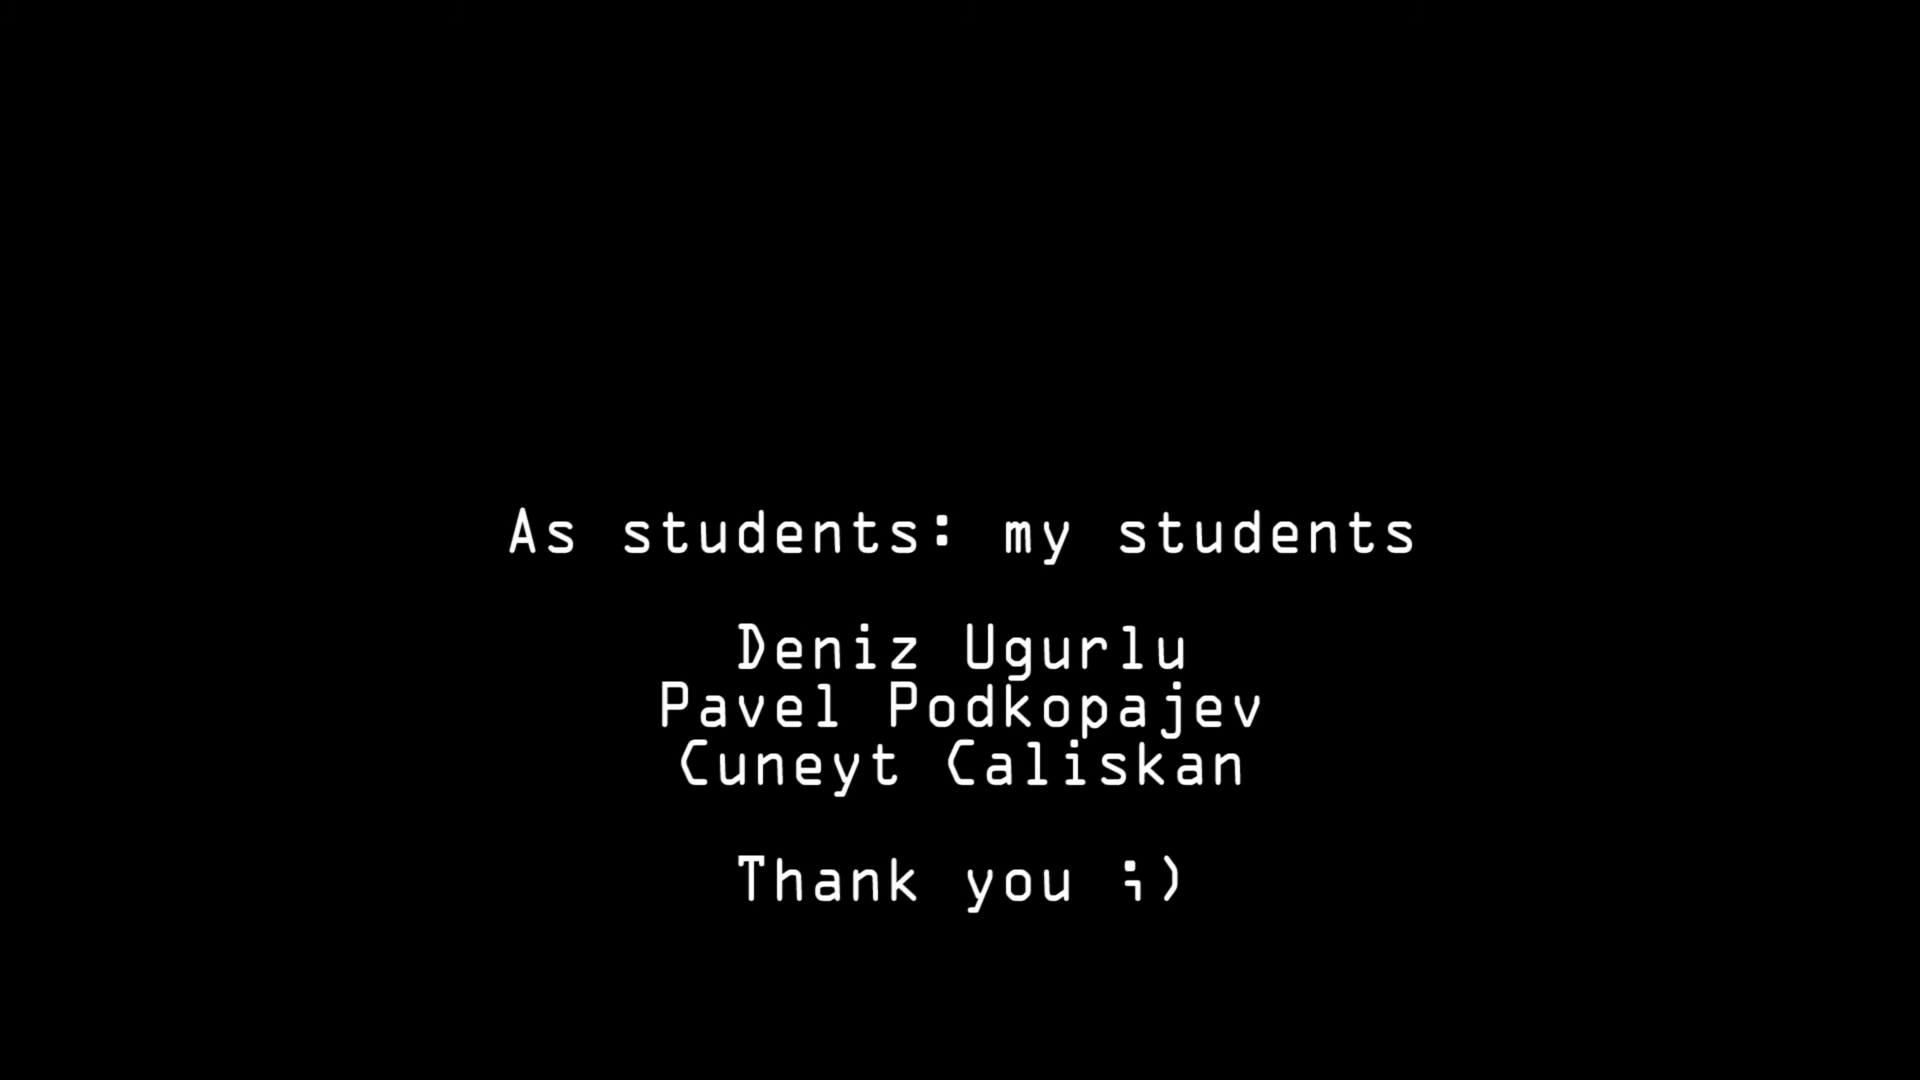 As students: my students
Deniz Ugurlu
Pavel Podkopajev
Cuneyt Caliskan
Thank you ;)